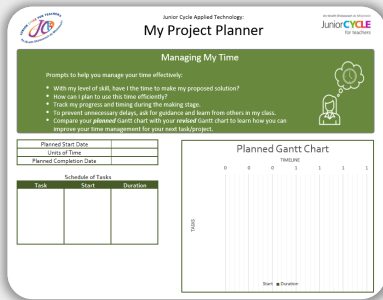 Junior Cycle Applied Technology:
My Project Planner
JuniorCYCLE
for teachers
Managing My Time
Prompts to help you manage your time effectively:
With my level of skill, have I the time to make my proposed solution?
How can I plan to use this time efficiently?
Track my progress and timing during the making stage.
To prevent unnecessary delays, ask for guidance and learn from others in my class.
Compare your planned Gantt chart with your revised Gantt chart to learn how you can
improve your time management for your next task/project.
Planned Start Date
Units of Time
Planned Completion Date
Schedule of Tasks
Task Start Duration
Planned Gantt Chart
TIMELINE
0 0 0 1 1 1 1
TASKS
Start Duration